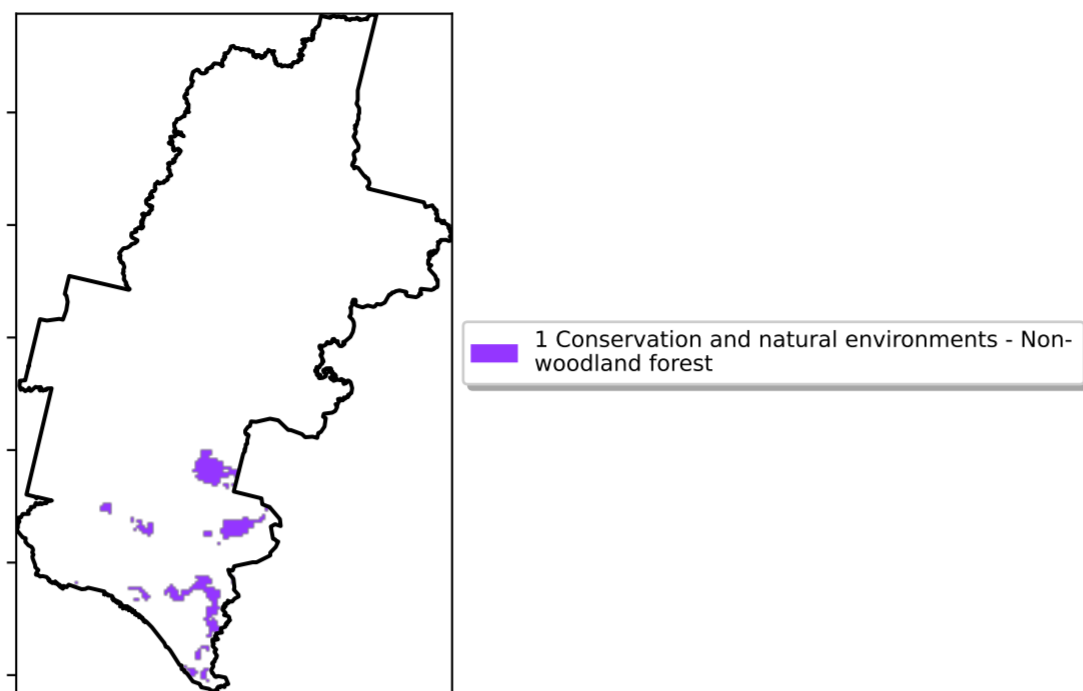 1 Conservation and natural environments - Non-
woodland forest